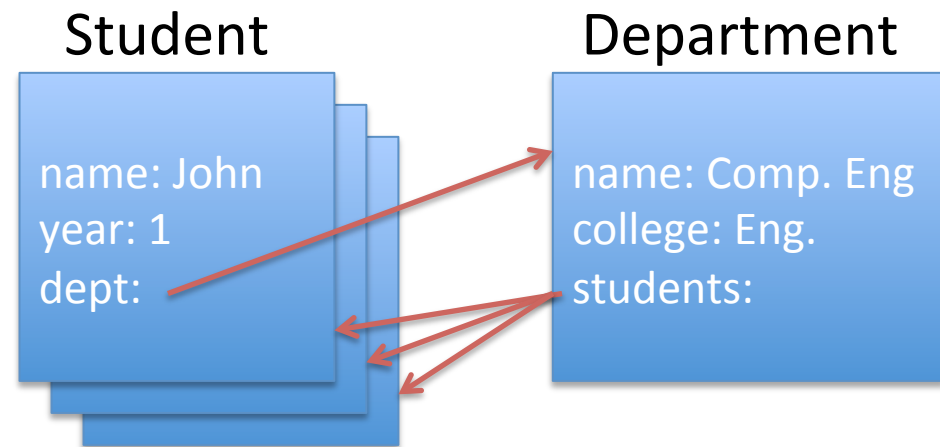 Student
name: John
year: 1
dept:
Department
name: Comp. Eng
college: Eng.
students: